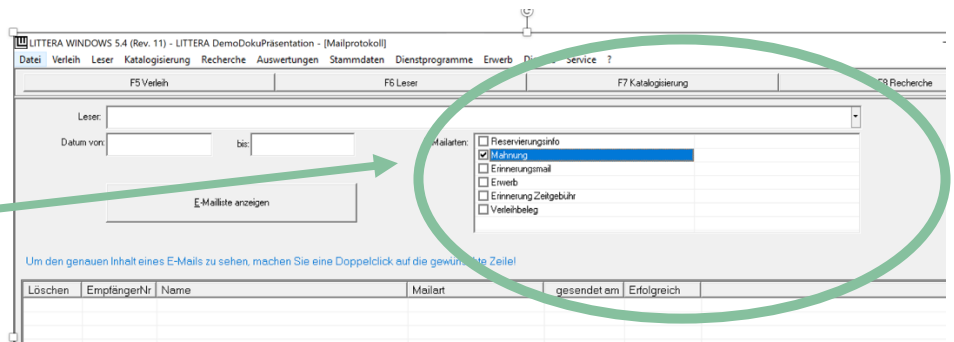 LITTERA WINDOWS 5.4 (Rev. 11) - LITTERA DemoDokuPräsentation - [Mailprotokoll]
Datei Verleih Leser Katalogisierung Recherche Auswertungen Stammdaten Dienstprogramme Erwerb Service ?
F5 Verleih F6 Leser F7 Katalogisierung F8 Recherche
Leser:
Datum von: bis: Mailarten:
Reservierungsinfo
Mahnung
Erinnerungsmail
Erwerb
Erinnerung Zeitgebühr
Verleihbeleg
E-Mailliste anzeigen
Um den genauen Inhalt eines E-Mails zu sehen, machen Sie eine Doppelclick auf die gewünschte Zeile!
Löschen EmpfängerNr Name Mailart gesendet am Erfolgreich